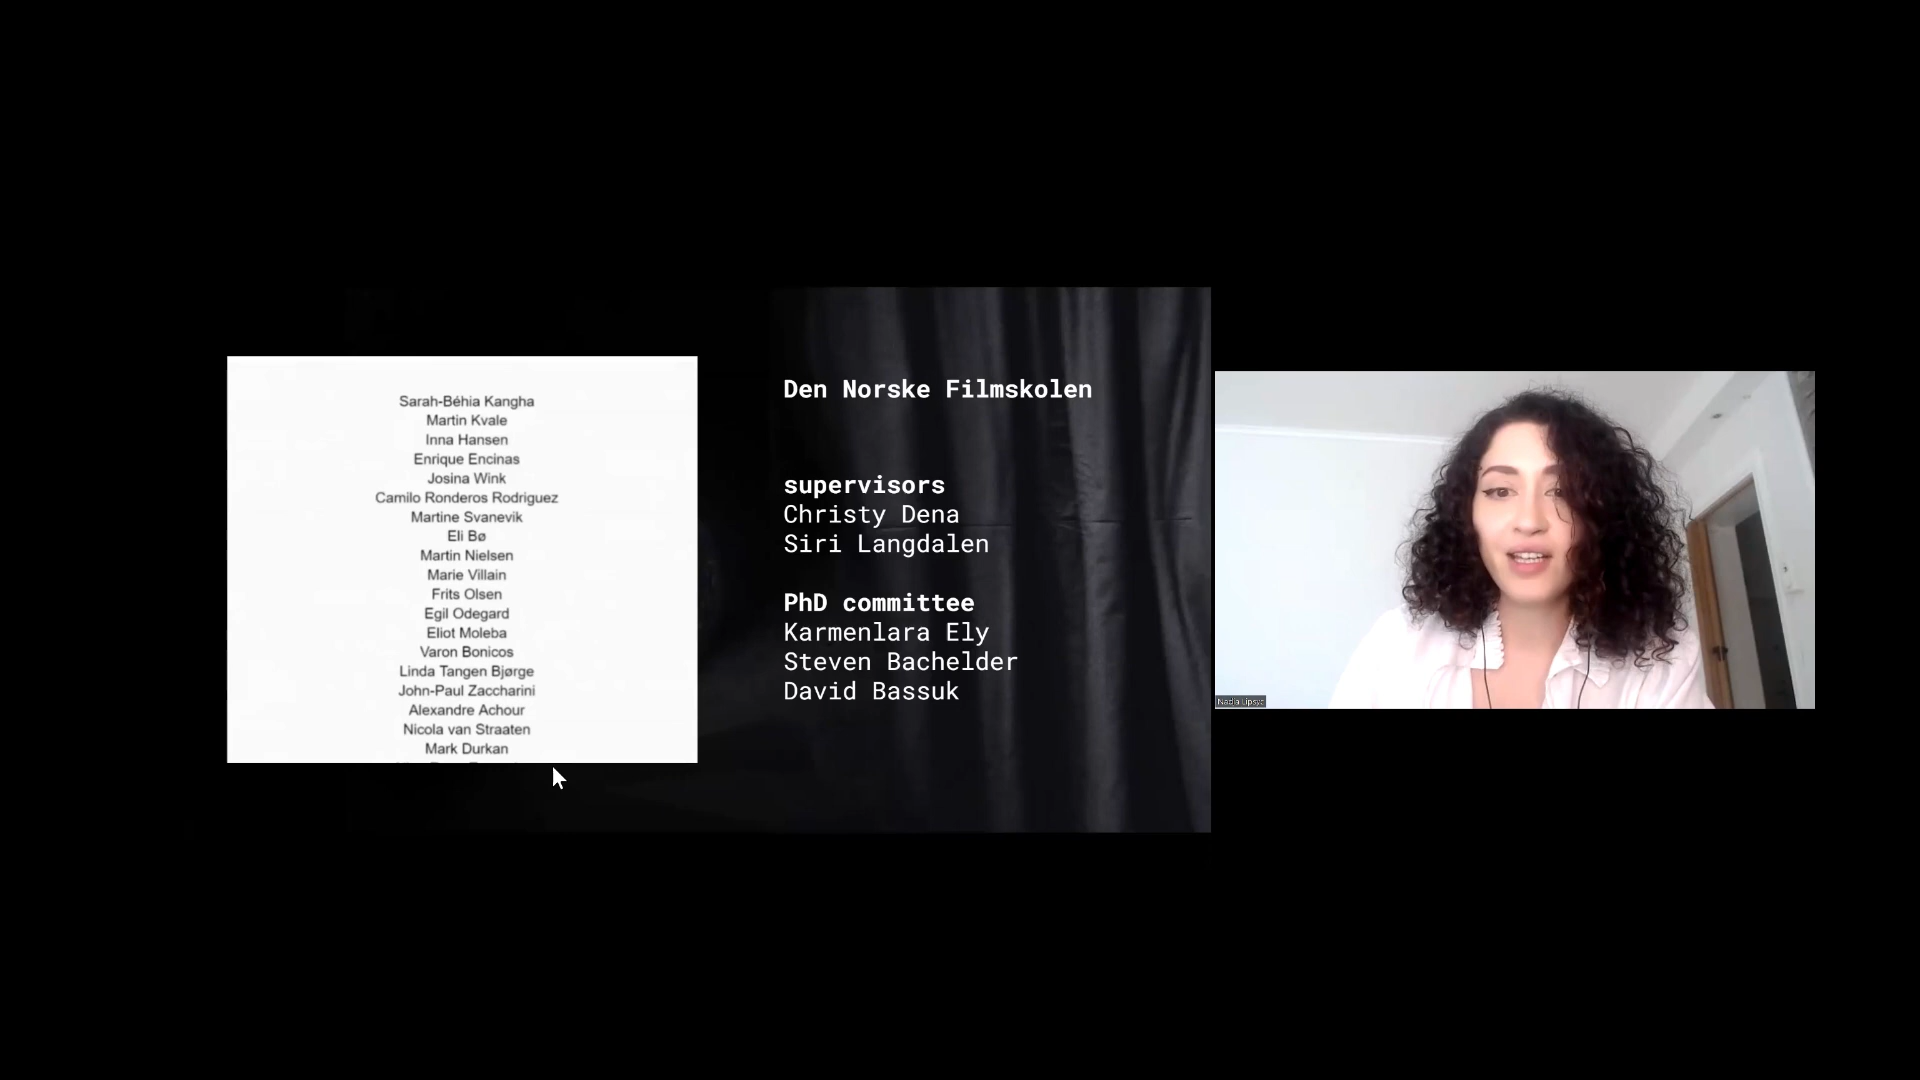 Sarah-Béhia Kangha
Martin Kvale
Inna Hansen
Enrique Encinas
Josina Wink
Camilo Ronderos Rodriguez
Martine Svanevik
Eli Bø
Martin Nielsen
Marie Villain
Frits Olsen
Egil Odegard
Eliot Moleba
Varon Bonicos
Linda Tangen Bjørge
John-Paul Zaccharini
Alexandre Achour
Nicola van Straaten
Mark Durkan
Den Norske Filmskolen
supervisors
Christy Dena
Siri Langdalen
PhD committee
Karmenlara Ely
Steven Bachelder
David Bassuk
Nadia Lipsyc